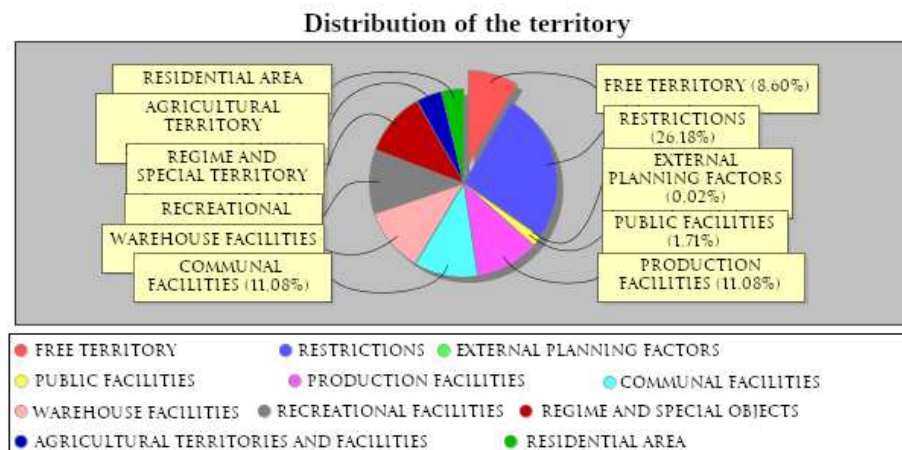 Distribution of the territory
RESIDENTIAL AREA
AGRICULTURAL
TERRITORY
REGIME AND
SPECIAL TERRITORY
RECREATIONAL
WAREHOUSE FACILITIES
COMMUNAL
FACILITIES (11.08%)
FREE TERRITORY (8.60%)
RESTRICTIONS
(26.18%)
EXTERNAL
PLANNING FACTORS
(0.02%)
PUBLIC FACILITIES
(1.71%)
PRODUCTION
FACILITIES (11.08%)
FREE TERRITORY RESTRICTIONS EXTERNAL PLANNING FACTORS
PUBLIC FACILITIES PRODUCTION FACILITIES COMMUNAL FACILITIES
WAREHOUSE FACILITIES RECREATIONAL FACILITIES REGIME AND SPECIAL OBJECTS
AGRICULTURAL TERRITORIES AND FACILITIES RESIDENTIAL AREA